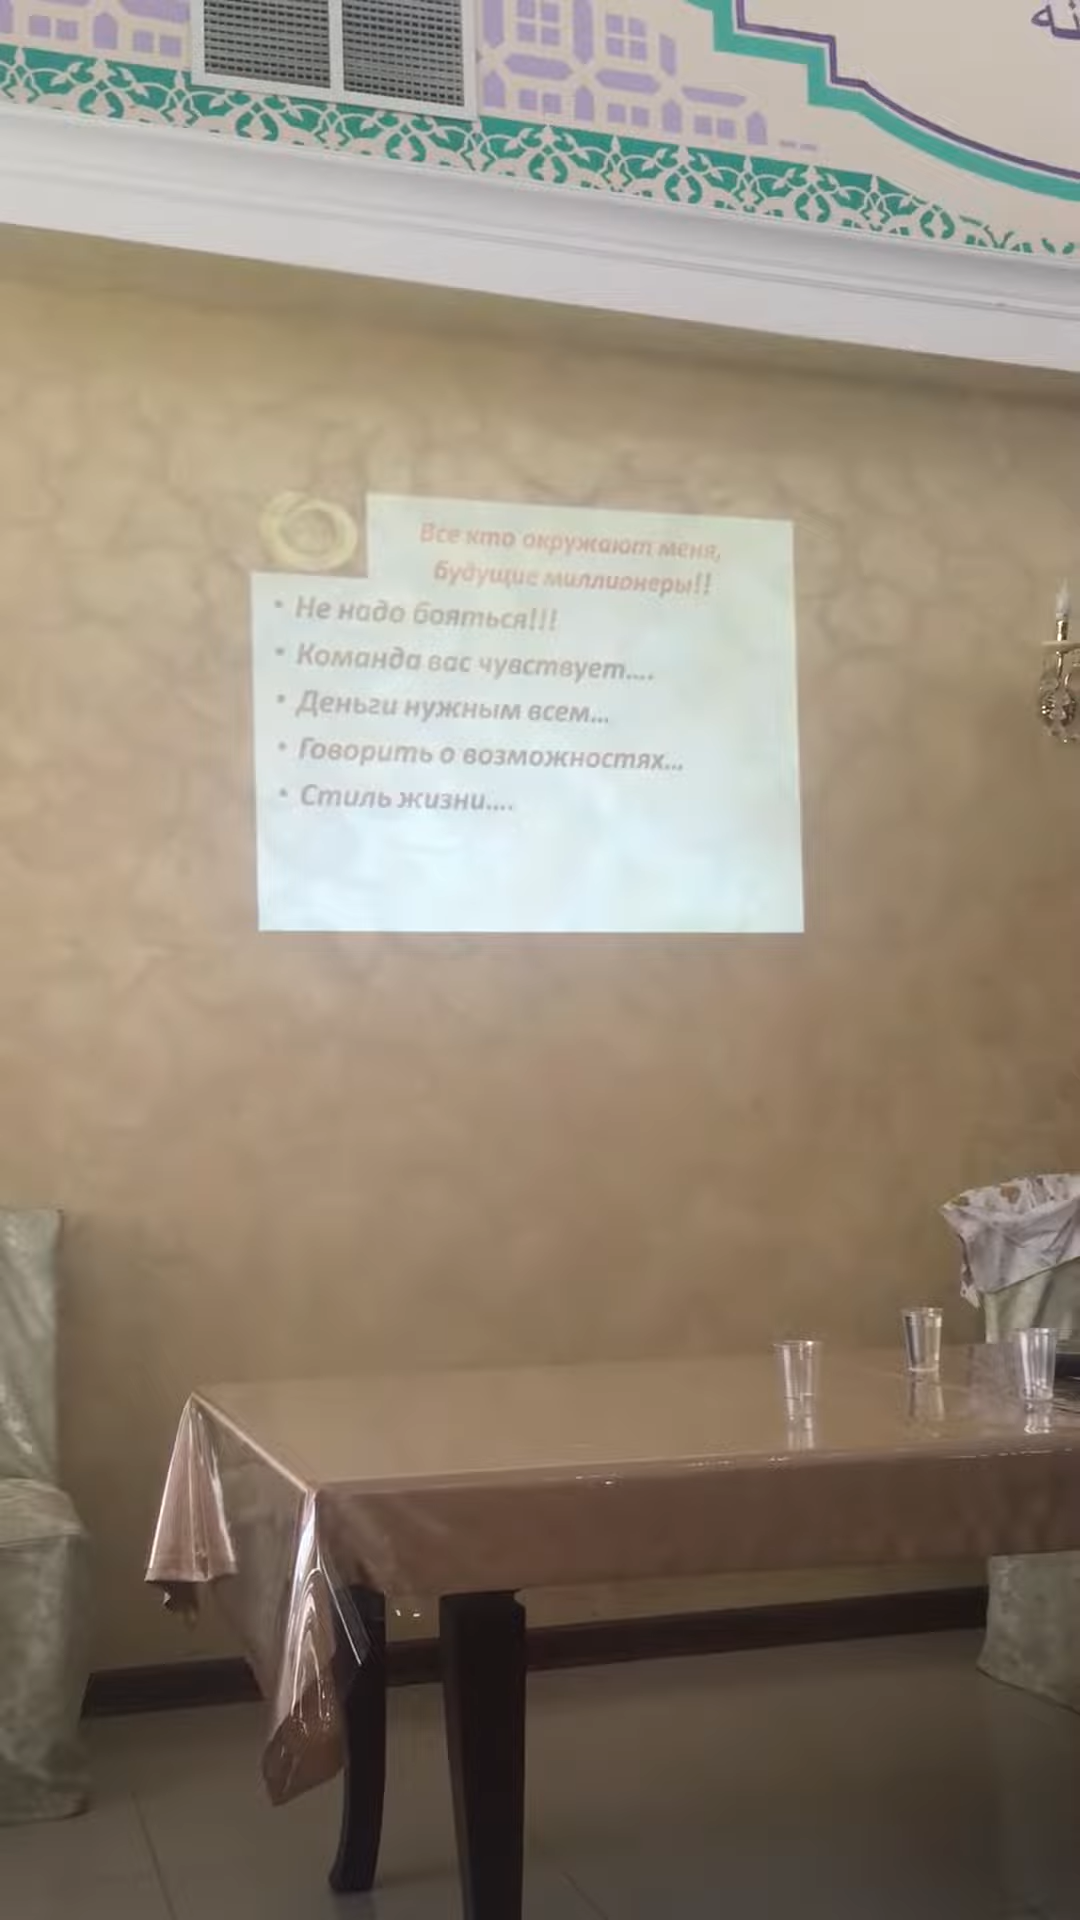 Все кто окружают меня,
будущие миллионеры!!
• Не надо бояться!!!
• Команда вас чувствует....
• Деньги нужным всем...
• Говорить о возможностях...
• Стиль жизни....